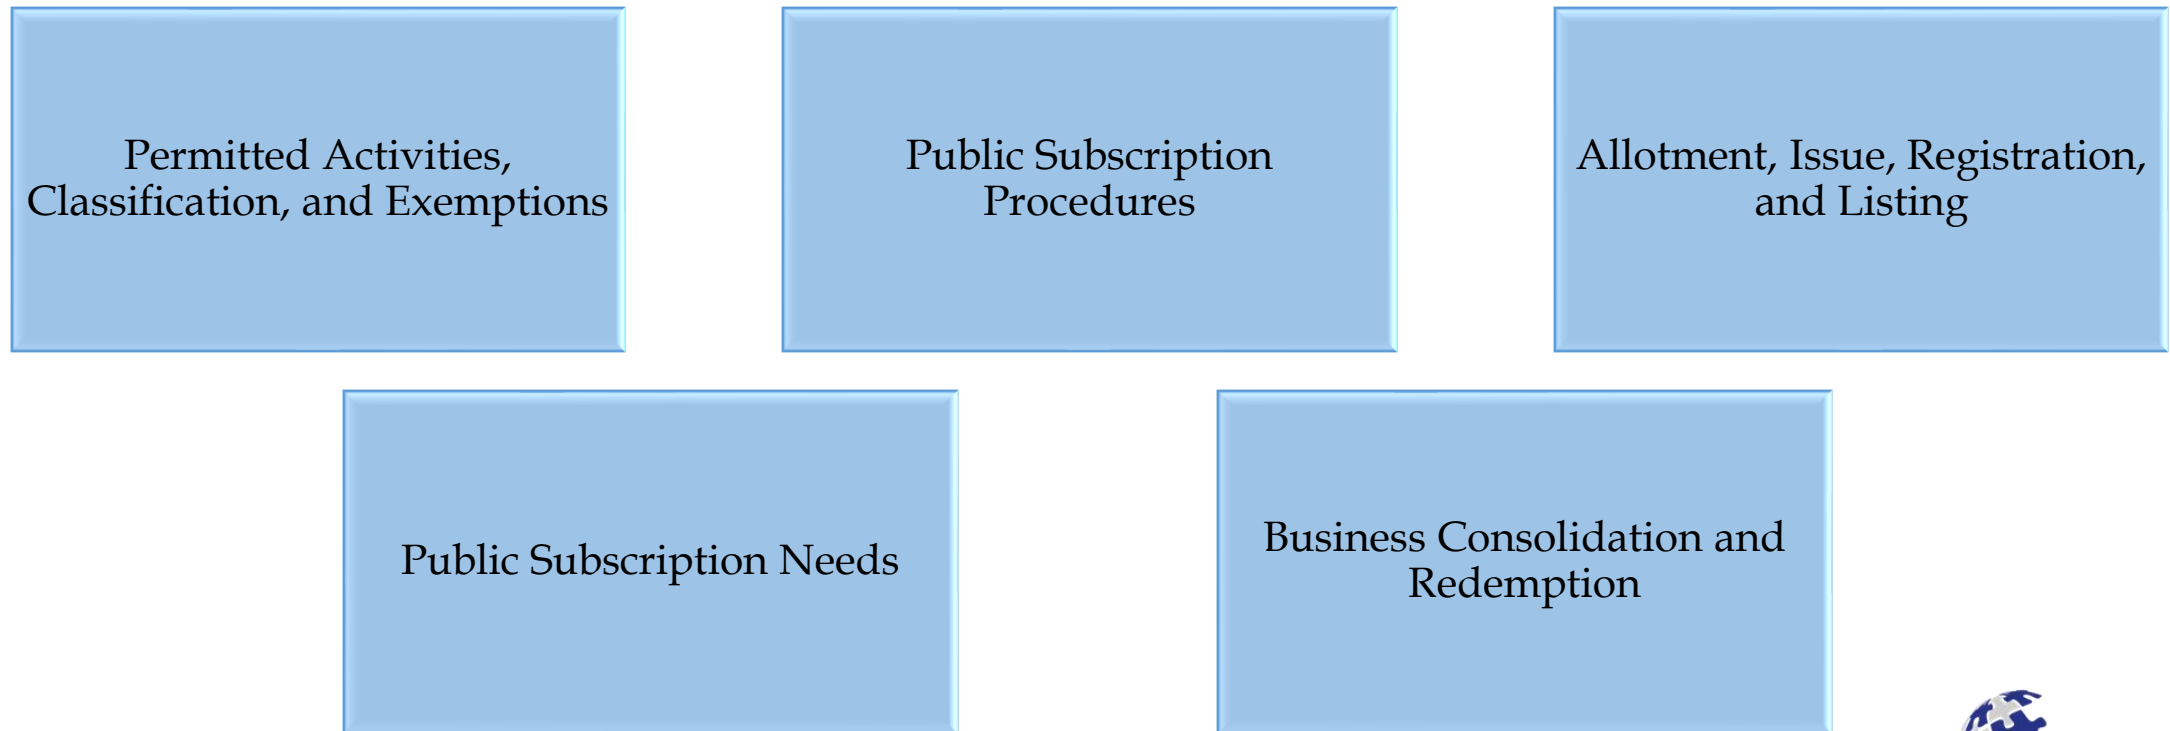 Permitted Activities,
Classification, and Exemptions
Public Subscription
Procedures
Allotment, Issue, Registration,
and Listing
Public Subscription Needs
Business Consolidation and
Redemption